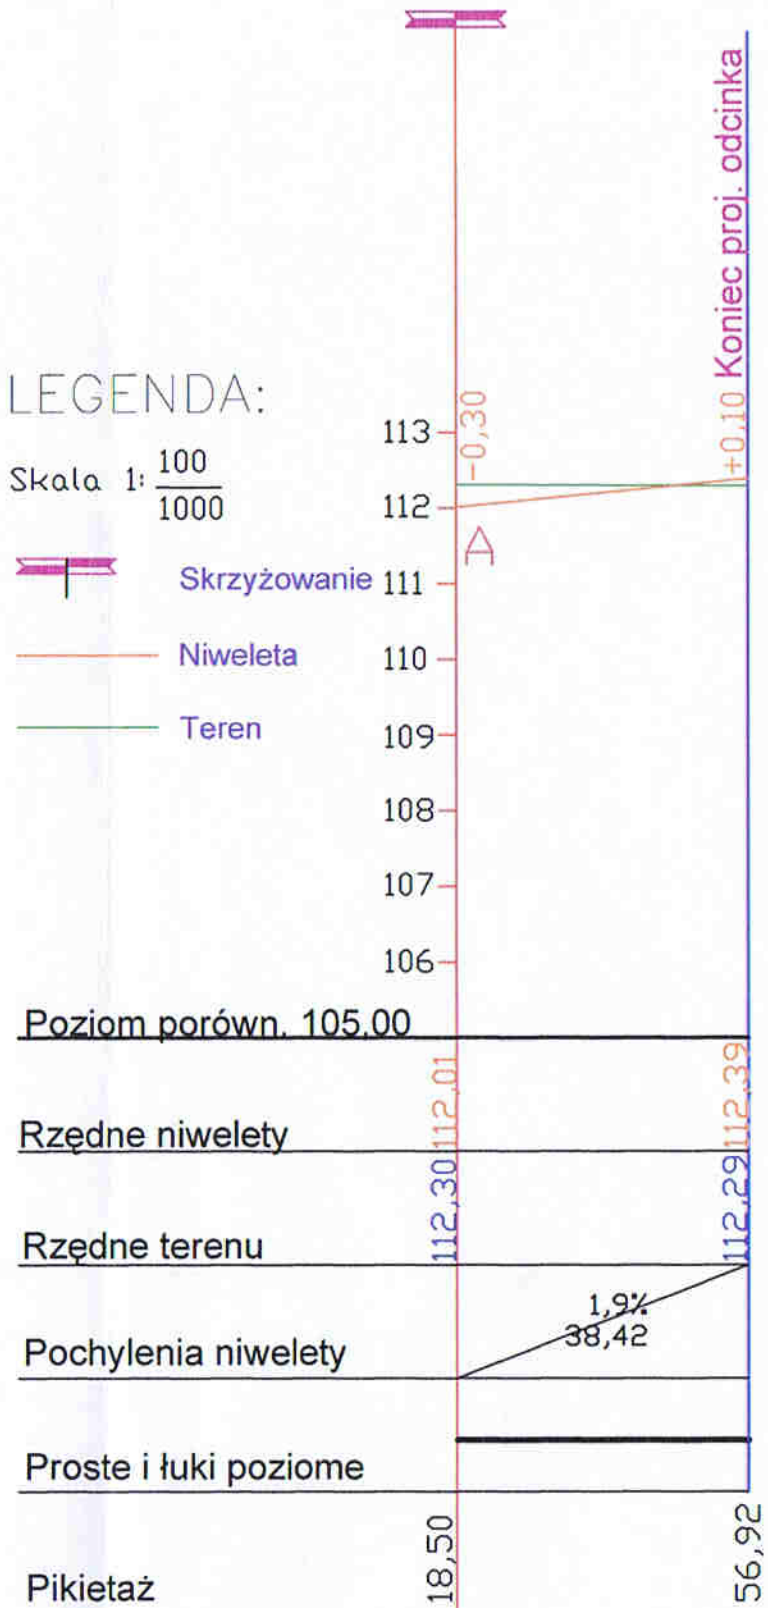 Koniec proj. odcinka
LEGENDA:
Skala 1: 100
1000
Skrzyżowanie
Niweleta
Teren
-0,30
+0,10
A
113
112
111
110
109
108
107
106
Poziom porówn. 105,00
Rzędne niwelety 112,01 112,39
Rzędne terenu 112,30 112,29
Pochylenia niwelety 1,9%
38,42
Proste i łuki poziome
Pikietaż 18,50 56,92